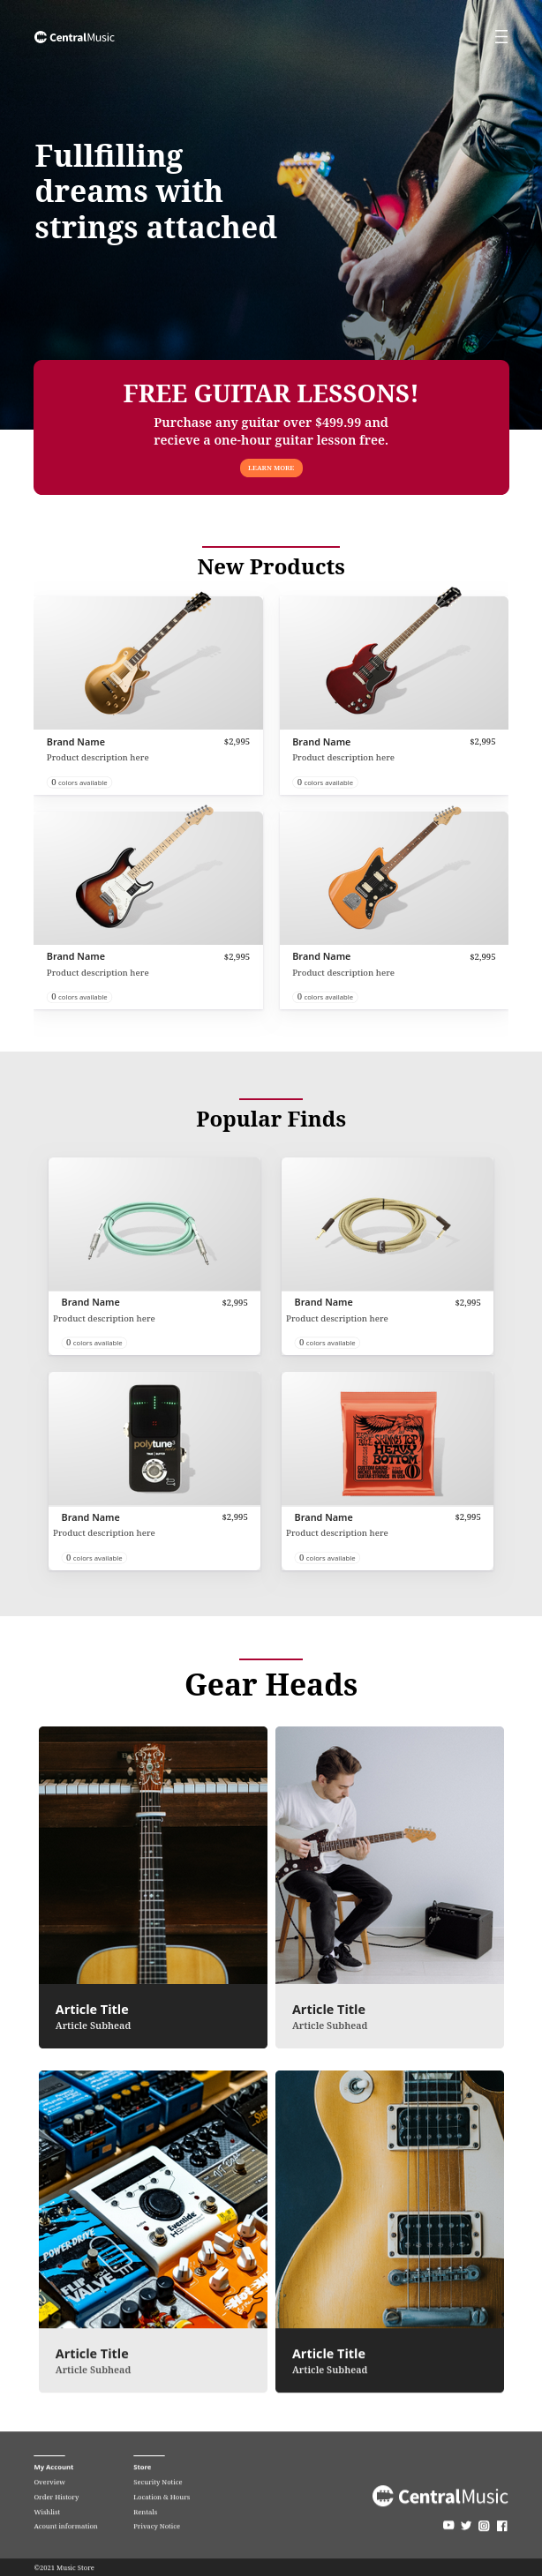 CentralMusic
Fullfilling
dreams with
strings attached
FREE GUITAR LESSONS!
Purchase any guitar over $499.99 and
recieve a one-hour guitar lesson free.
LEARN MORE
New Products
Brand Name $2,995
Product description here
0 colors available
Brand Name $2,995
Product description here
0 colors available
Brand Name $2,995
Product description here
0 colors available
Brand Name $2,995
Product description here
0 colors available
Popular Finds
Brand Name $2,995
Product description here
0 colors available
Brand Name $2,995
Product description here
0 colors available
polytune
Brand Name $2,995
Product description here
0 colors available
HEAVY
BOTTOM
Brand Name $2,995
Product description here
0 colors available
Gear Heads
Article Title
Article Subhead
Fender
Article Title
Article Subhead
Eventide
H9
POWER DRIVE
FLIP
VALVE
Article Title
Article Subhead
Article Title
Article Subhead
My Account
Overview
Order History
Wishlist
Acount information
Store
Security Notice
Location & Hours
Rentals
Privacy Notice
CentralMusic
©2021 Music Store